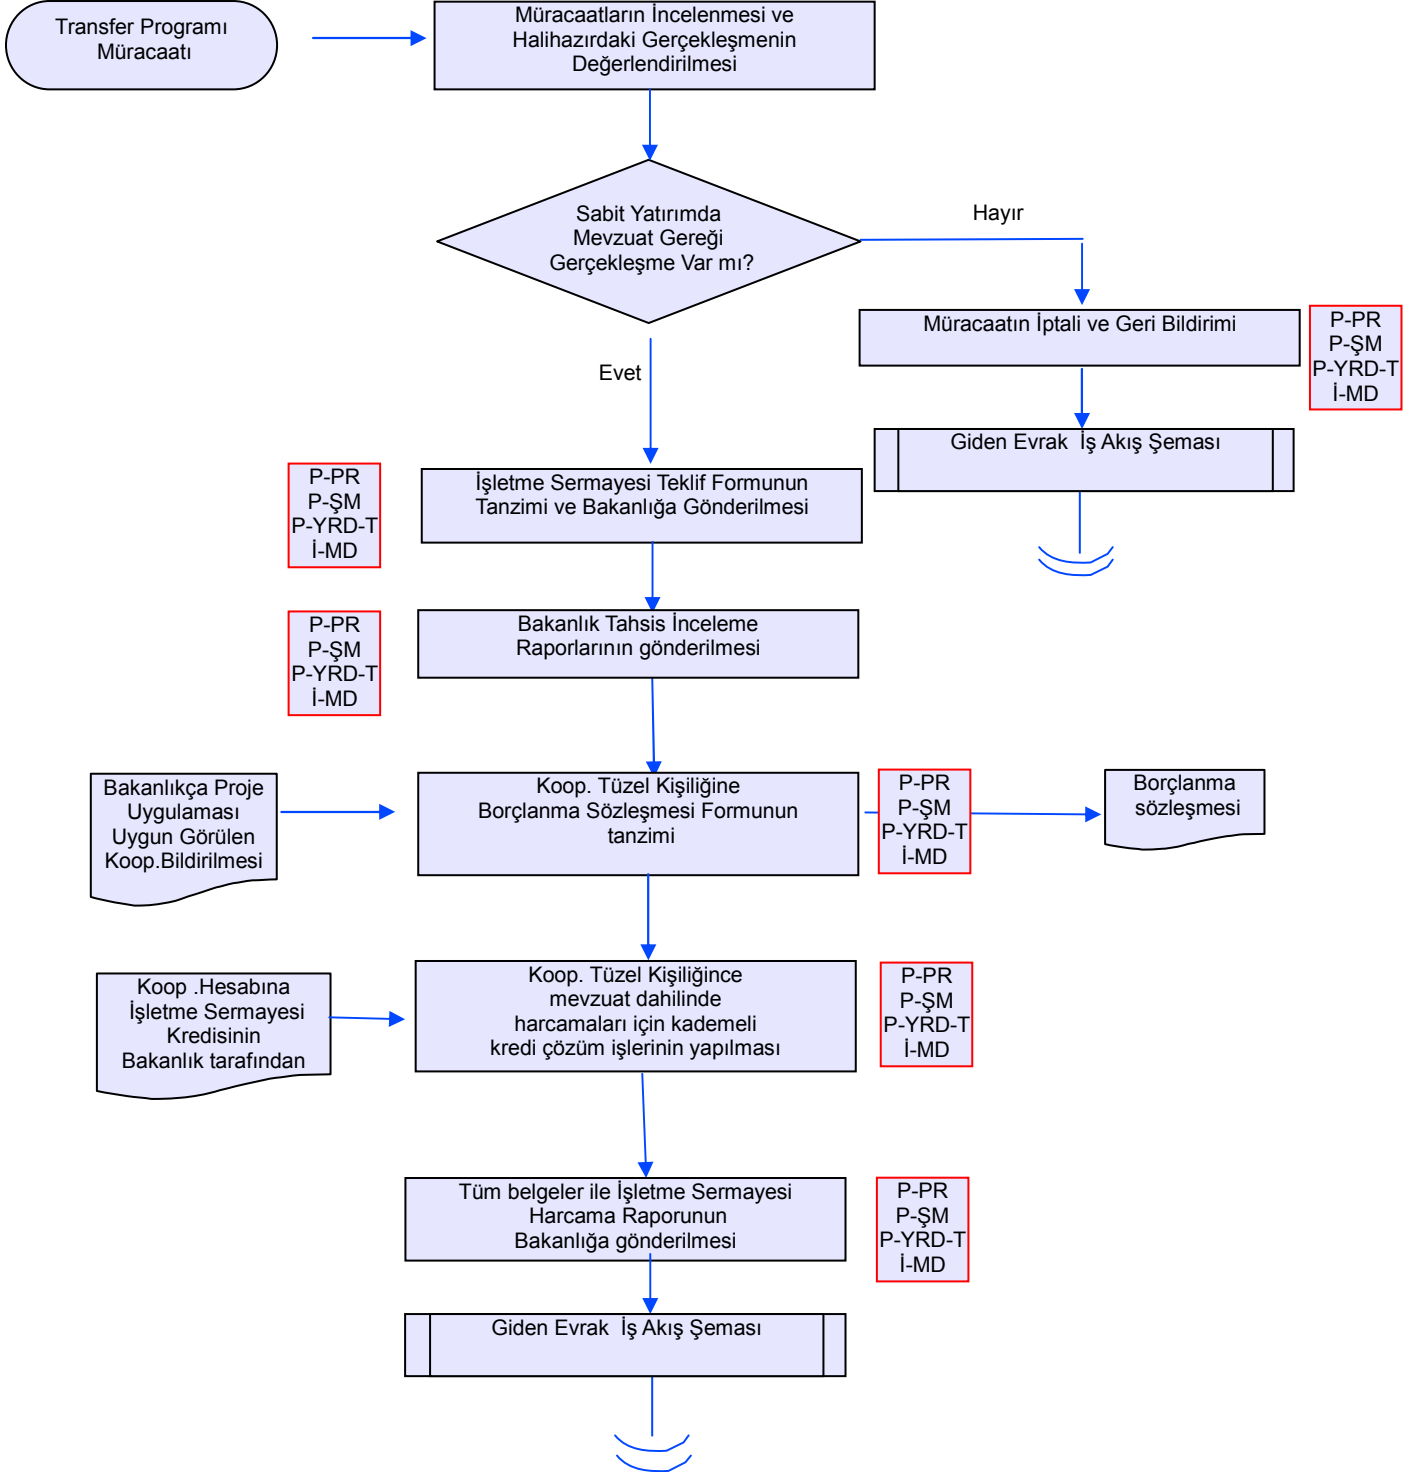 Transfer Programı
Müracaatı
Müracaatların İncelenmesi ve
Halihazırdaki Gerçekleşmenin
Değerlendirilmesi
Sabit Yatırımda
Mevzuat Gereği
Gerçekleşme Var mı?
Hayır
Müracaatın İptali ve Geri Bildirimi
P-PR
P-ŞM
P-YRD-T
İ-MD
Evet
Giden Evrak İş Akış Şeması
P-PR
P-ŞM
P-YRD-T
İ-MD
İşletme Sermayesi Teklif Formunun
Tanzimi ve Bakanlığa Gönderilmesi
P-PR
P-ŞM
P-YRD-T
İ-MD
Bakanlık Tahsis İnceleme
Raporlarının gönderilmesi
Bakanlıkça Proje
Uygulaması
Uygun Görülen
Koop.Bildirilmesi
Koop. Tüzel Kişiliğine
Borçlanma Sözleşmesi Formunun
tanzimi
P-PR
P-ŞM
P-YRD-T
İ-MD
Borçlanma
sözleşmesi
Koop .Hesabına
İşletme Sermayesi
Kredisinin
Bakanlık tarafından
Koop. Tüzel Kişiliğince
mevzuat dahilinde
harcamaları için kademeli
kredi çözüm işlerinin yapılması
P-PR
P-ŞM
P-YRD-T
İ-MD
Tüm belgeler ile İşletme Sermayesi
Harcama Raporunun
Bakanlığa gönderilmesi
P-PR
P-ŞM
P-YRD-T
İ-MD
Giden Evrak İş Akış Şeması